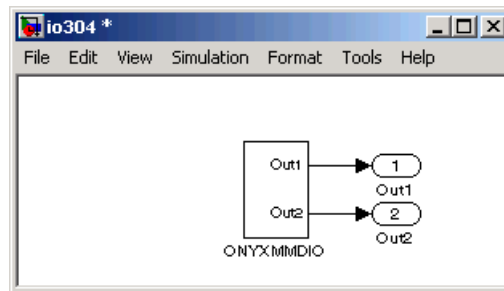 io304 *
File Edit View Simulation Format Tools Help
Out1
1
Out1
Out2
2
Out2
ONYXMMDIO